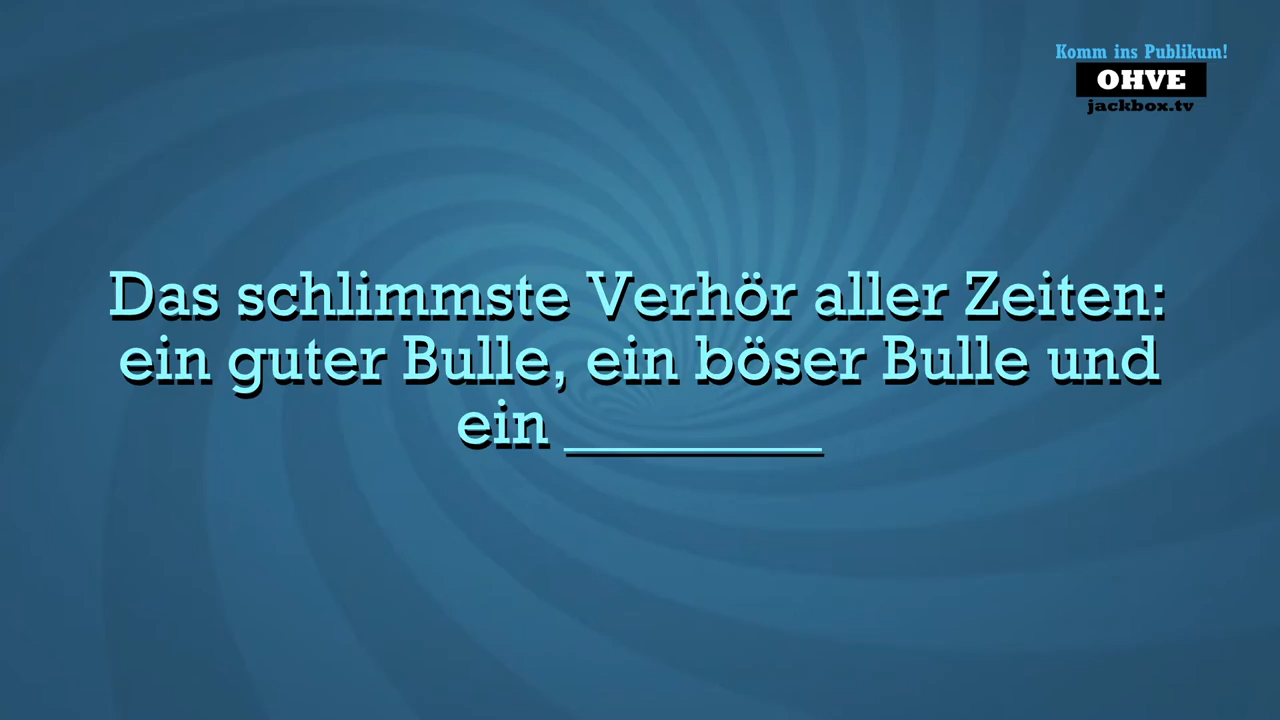 Komm ins Publikum!
OHVE
jackbox.tv
Das schlimmste Verhör aller Zeiten:
ein guter Bulle, ein böser Bulle und
ein ________